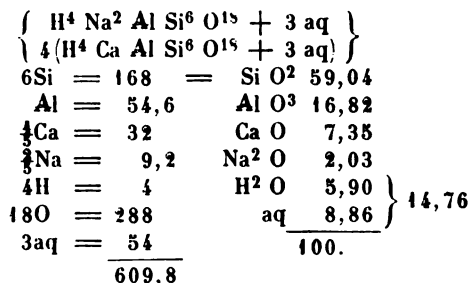 { H⁴ Na² Al Si⁶ O¹⁸ + 3 aq }
{ 4(H⁴ Ca Al Si⁶ O¹⁸ + 3 aq) }
6Si = 168 = Si O² 59,04
Al = 54,6 Al O³ 16,82
⅘Ca = 32 Ca O 7,35
⅖Na = 9,2 Na² O 2,03
4H = 4 H² O 5,90 } 14,76
18O = 288 aq 8,86
3aq = 54 100.
609,8